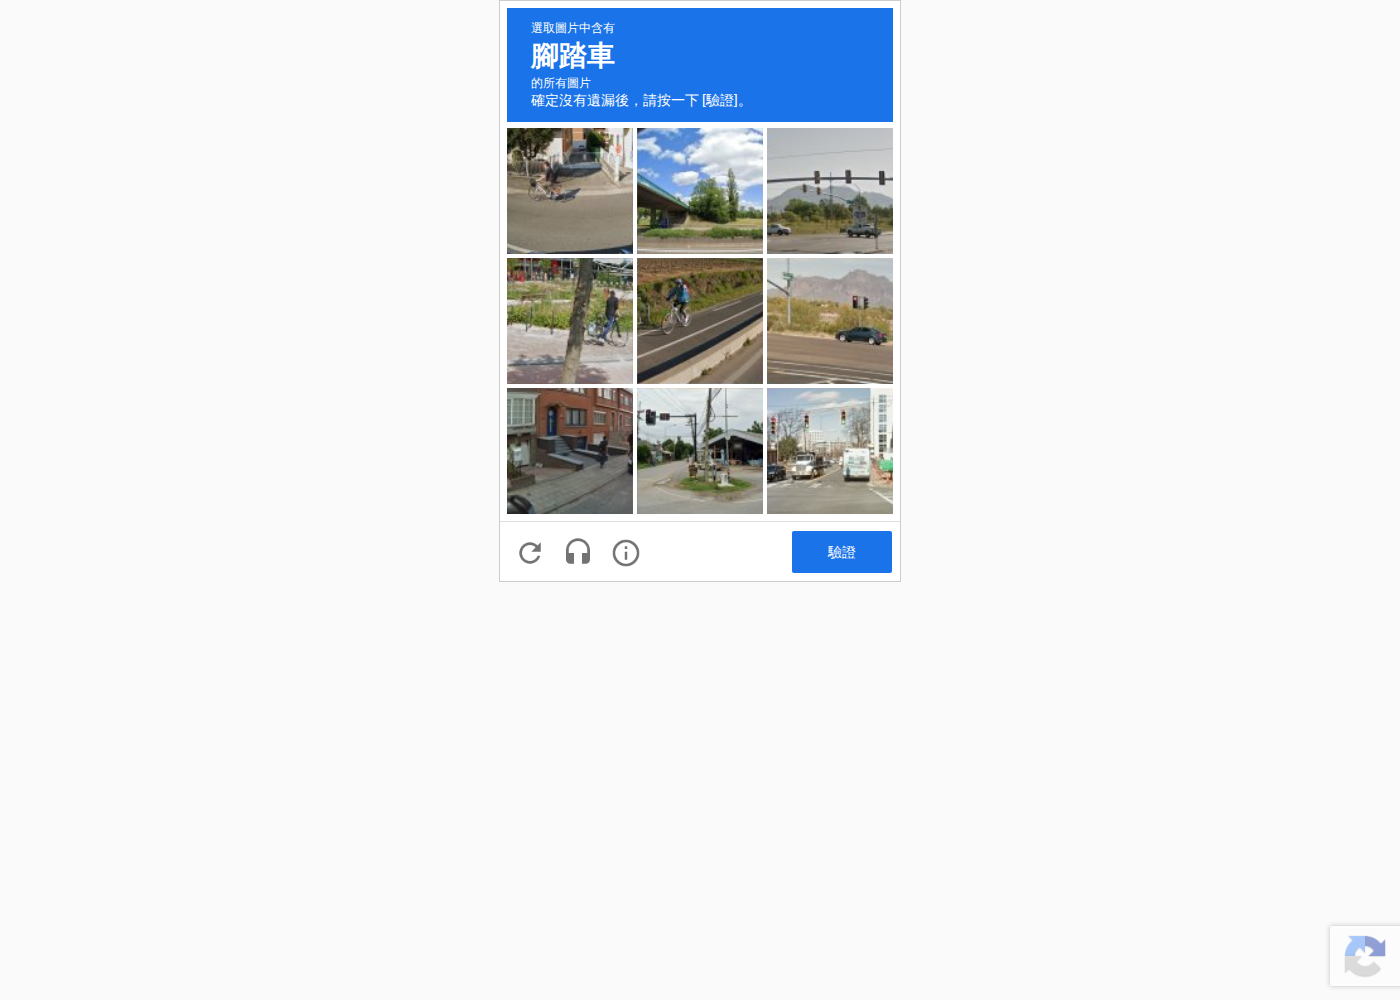 選取圖片中含有
腳踏車
的所有圖片
確定沒有遺漏後，請按一下 [驗證]。
驗證